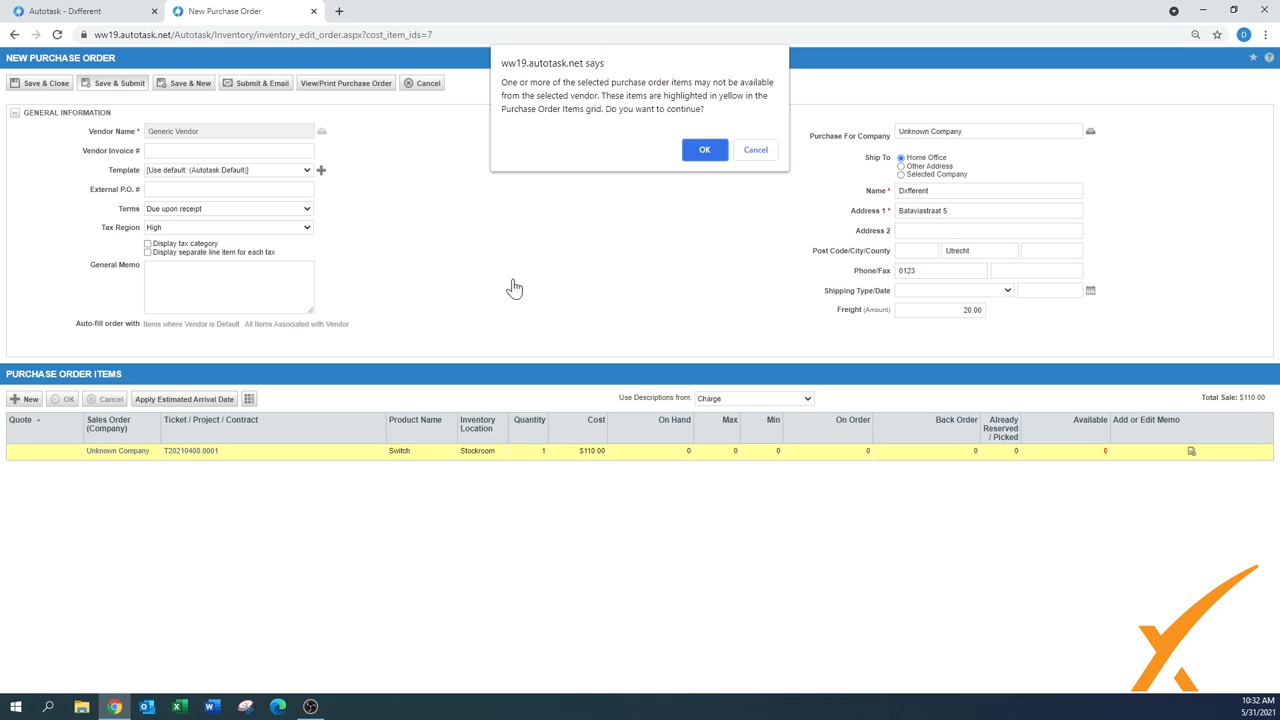 Autotask - Dxfferent
New Purchase Order
ww19.autotask.net/Autotask/Inventory/inventory_edit_order.aspx?cost_item_ids=7
D
NEW PURCHASE ORDER
Save & Close
Save & Submit
Save & New
Submit & Email
View/Print Purchase Order
Cancel
ww19.autotask.net says
One or more of the selected purchase order items may not be available
from the selected vendor. These items are highlighted in yellow in the
Purchase Order Items grid. Do you want to continue?
OK
Cancel
GENERAL INFORMATION
Vendor Name * Generic Vendor
Vendor Invoice #
Template [Use default: (Autotask Default)]
External P.O. #
Terms Due upon receipt
Tax Region High
Display tax category
Display separate line item for each tax
General Memo
Auto-fill order with Items where Vendor is Default All Items Associated with Vendor
Purchase For Company Unknown Company
Ship To Home Office
Other Address
Selected Company
Name * Dxfferent
Address 1 * Bataviastraat 5
Address 2
Post Code/City/County Utrecht
Phone/Fax 0123
Shipping Type/Date
Freight (Amount) 20.00
PURCHASE ORDER ITEMS
New OK Cancel Apply Estimated Arrival Date
Use Descriptions from: Charge
Total Sale: $110.00
Quote
Sales Order
(Company)
Ticket / Project / Contract
Product Name
Inventory
Location
Quantity
Cost
On Hand
Max
Min
On Order
Back Order
Already
Reserved
/ Picked
Available
Add or Edit Memo
Unknown Company T20210408.0001 Switch Stockroom 1 $110.00 0 0 0 0 0 0 0
10:32 AM
5/31/2021